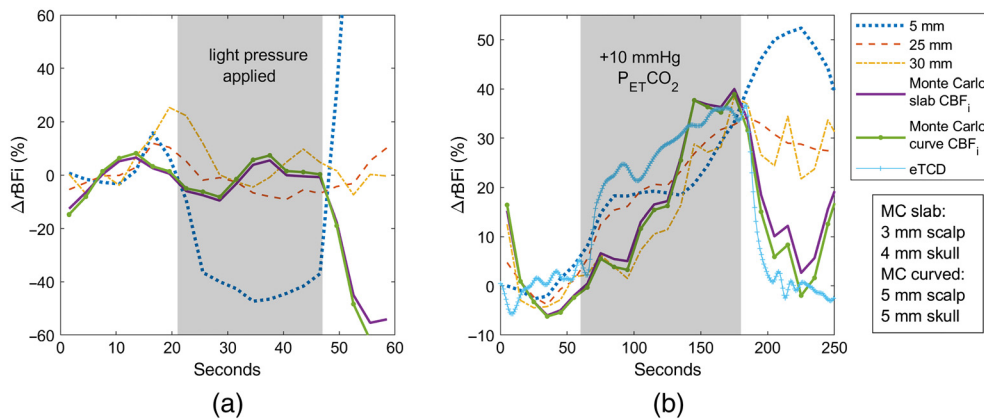 60
40
20
0
−20
−40
−60
ΔrBFi (%)
light pressure
applied
0
10
20
30
40
50
60
Seconds
(a)
50
40
30
20
10
0
−10
ΔrBFi (%)
+10 mmHg
PETCO2
0
50
100
150
200
250
Seconds
(b)
5 mm
25 mm
30 mm
Monte Carlo
slab CBFi
Monte Carlo
curve CBFi
eTCD
MC slab:
3 mm scalp
4 mm skull
MC curved:
5 mm scalp
5 mm skull